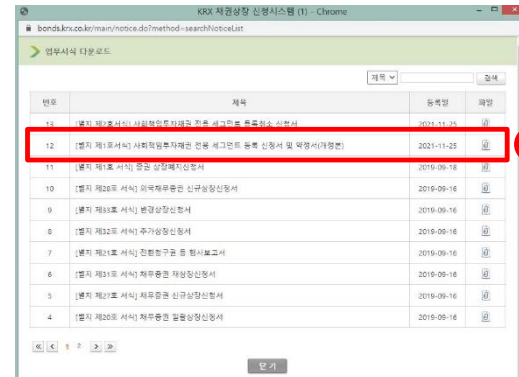 KRX 채권상장 신청시스템 (1) - Chrome
bonds.krx.co.kr/main/notice.do?method=searchNoticeList
업무서식 다운로드
제목 검색
번호 제목 등록일 파일
13 [별지 제2호서식] 사회책임투자채권 전용 세그먼트 등록취소 신청서 2021-11-25
12 [별지 제1호서식] 사회책임투자채권 전용 세그먼트 등록 신청서 및 약정서(개정본) 2021-11-25
11 [별지 제1호 서식] 증권 상장폐지신청서 2019-09-18
10 [별지 제28호 서식] 외국채무증권 신규상장신청서 2019-09-16
9 [별지 제33호 서식] 변경상장신청서 2019-09-16
8 [별지 제32호 서식] 추가상장신청서 2019-09-16
7 [별지 제21호 서식] 전환청구권 등 행사보고서 2019-09-16
6 [별지 제31호 서식] 채무증권 재상장신청서 2019-09-16
5 [별지 제27호 서식] 채무증권 신규상장신청서 2019-09-16
4 [별지 제20호 서식] 채무증권 일괄상장신청서 2019-09-16
1 2
닫기